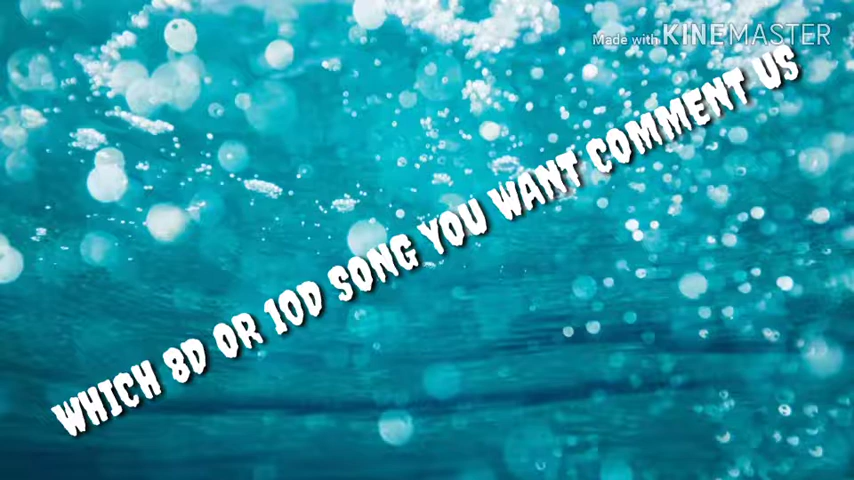 Made with KINEMASTER
WHICH 8D OR 10D SONG YOU WANT COMMENT US